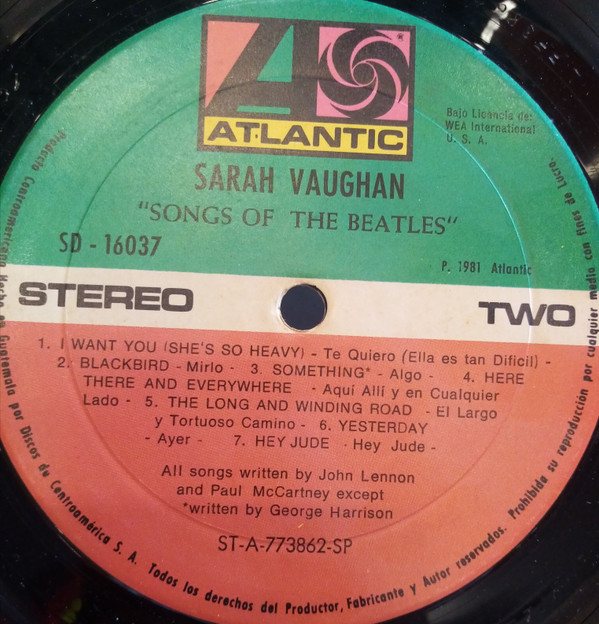 ATLANTIC
SARAH VAUGHAN
"SONGS OF THE BEATLES"
Bajo Licencia de:
WEA International
U. S. A.
SD - 16037
P. 1981 Atlantic
STEREO
TWO
1. I WANT YOU (SHE'S SO HEAVY) - Te Quiero (Ella es tan Dificil) -
2. BLACKBIRD - Mirlo - 3. SOMETHING* - Algo - 4. HERE
THERE AND EVERYWHERE - Aquí Allí y en Cualquier
Lado - 5. THE LONG AND WINDING ROAD - El Largo
y Tortuoso Camino - 6. YESTERDAY
- Ayer - 7. HEY JUDE - Hey Jude -
All songs written by John Lennon
and Paul McCartney except
*written by George Harrison
ST-A-773862-SP
Producto Centroamericano Hecho en Guatemala por Discos de Centroamérica S. A. Todos los derechos del Productor, Fabricante y Autor reservados. Prohibida su reproducción por cualquier medio con fines de Lucro.